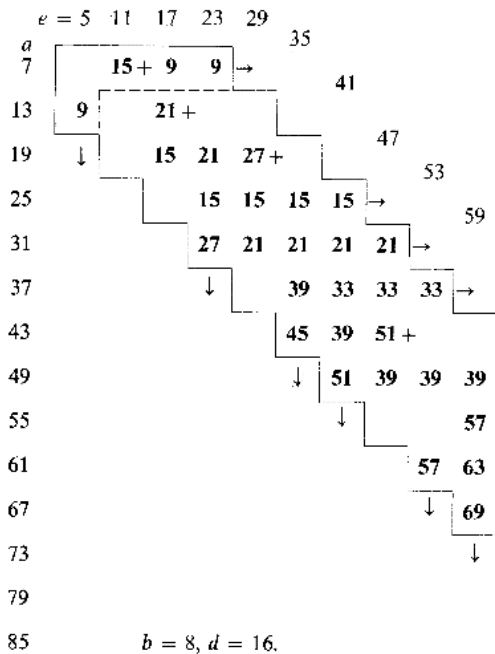 e = 5 11 17 23 29
35
a
7 15 + 9 9 →
41
13 9 21 +
47
19 ↓ 15 21 27 +
53
25 15 15 15 15 →
59
31 27 21 21 21 21 →
37 ↓ 39 33 33 33 →
43 45 39 51 +
49 ↓ 51 39 39 39
55 ↓ 57
61 57 63
67 ↓ 69
73 ↓
79
85 b = 8, d = 16.